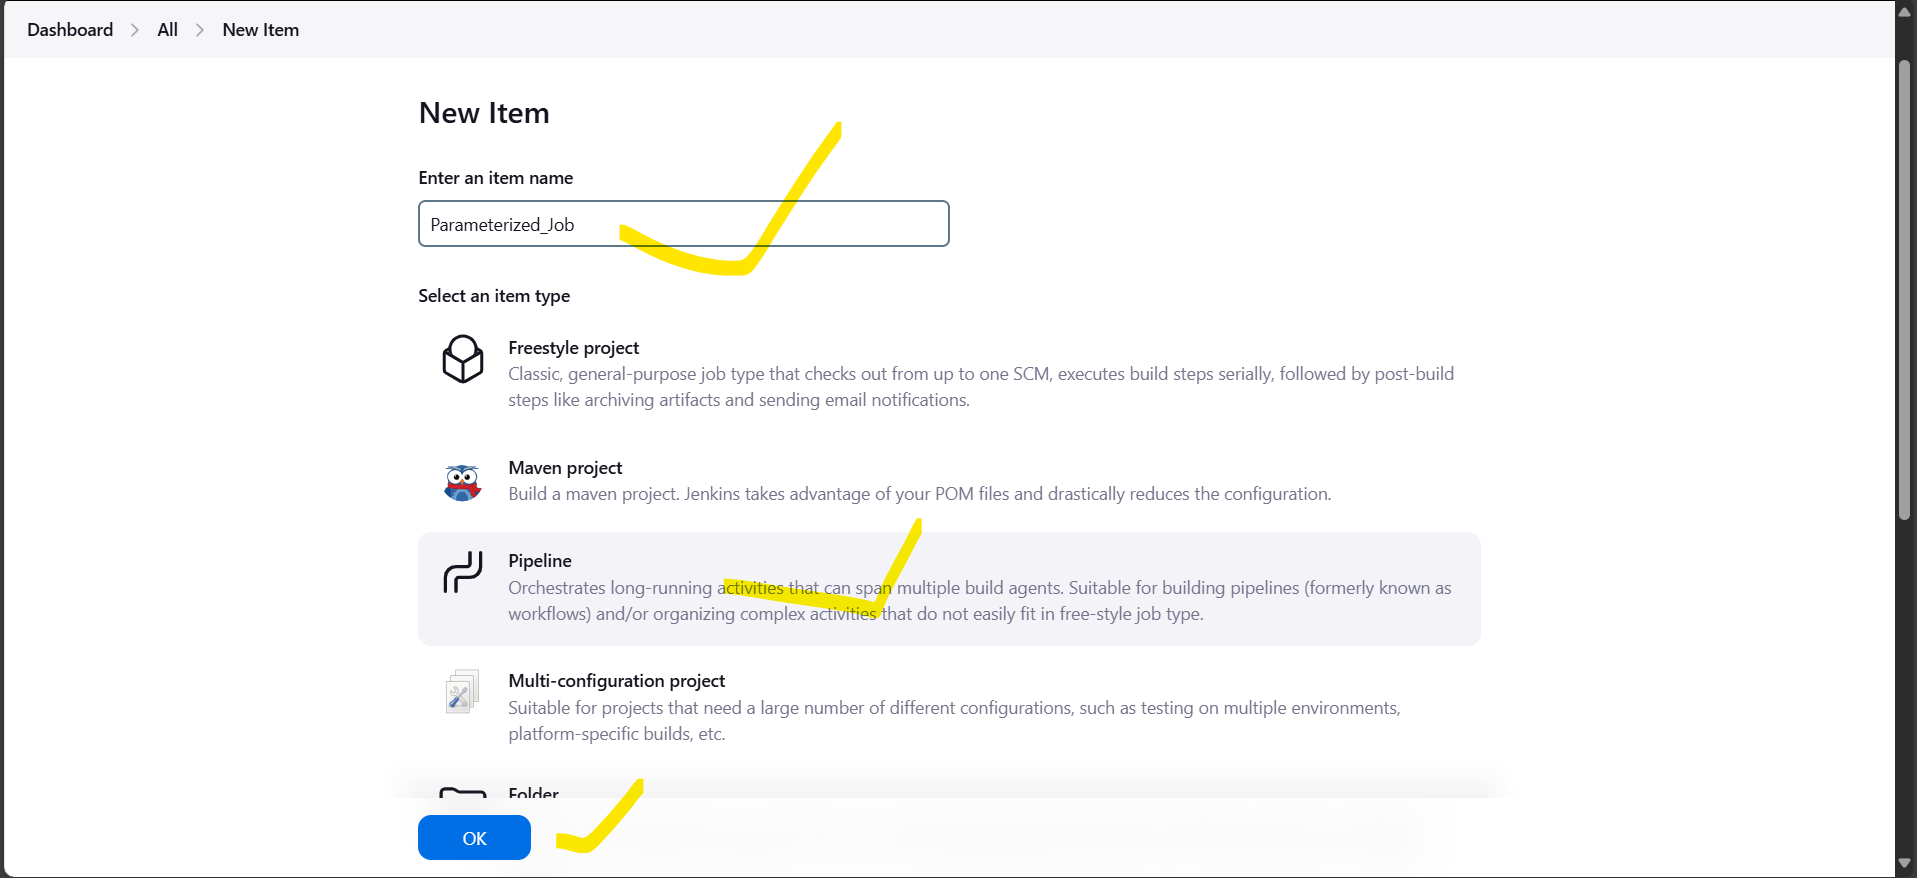 Dashboard > All > New Item
New Item
Enter an item name
Parameterized_Job
Select an item type
Freestyle project
Classic, general-purpose job type that checks out from up to one SCM, executes build steps serially, followed by post-build
steps like archiving artifacts and sending email notifications.
Maven project
Build a maven project. Jenkins takes advantage of your POM files and drastically reduces the configuration.
Pipeline
Orchestrates long-running activities that can span multiple build agents. Suitable for building pipelines (formerly known as
workflows) and/or organizing complex activities that do not easily fit in free-style job type.
Multi-configuration project
Suitable for projects that need a large number of different configurations, such as testing on multiple environments,
platform-specific builds, etc.
Folder
OK